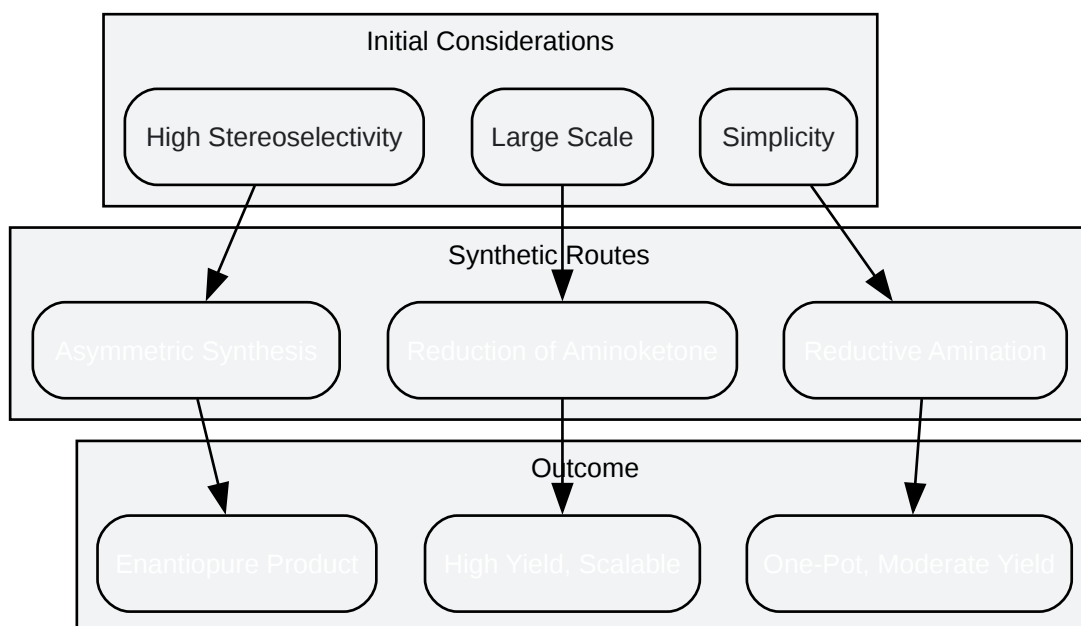 Initial Considerations
High Stereoselectivity
Large Scale
Simplicity
Synthetic Routes
Asymmetric Synthesis
Reduction of Aminoketone
Reductive Amination
Outcome
Enantiopure Product
High Yield, Scalable
One-Pot, Moderate Yield